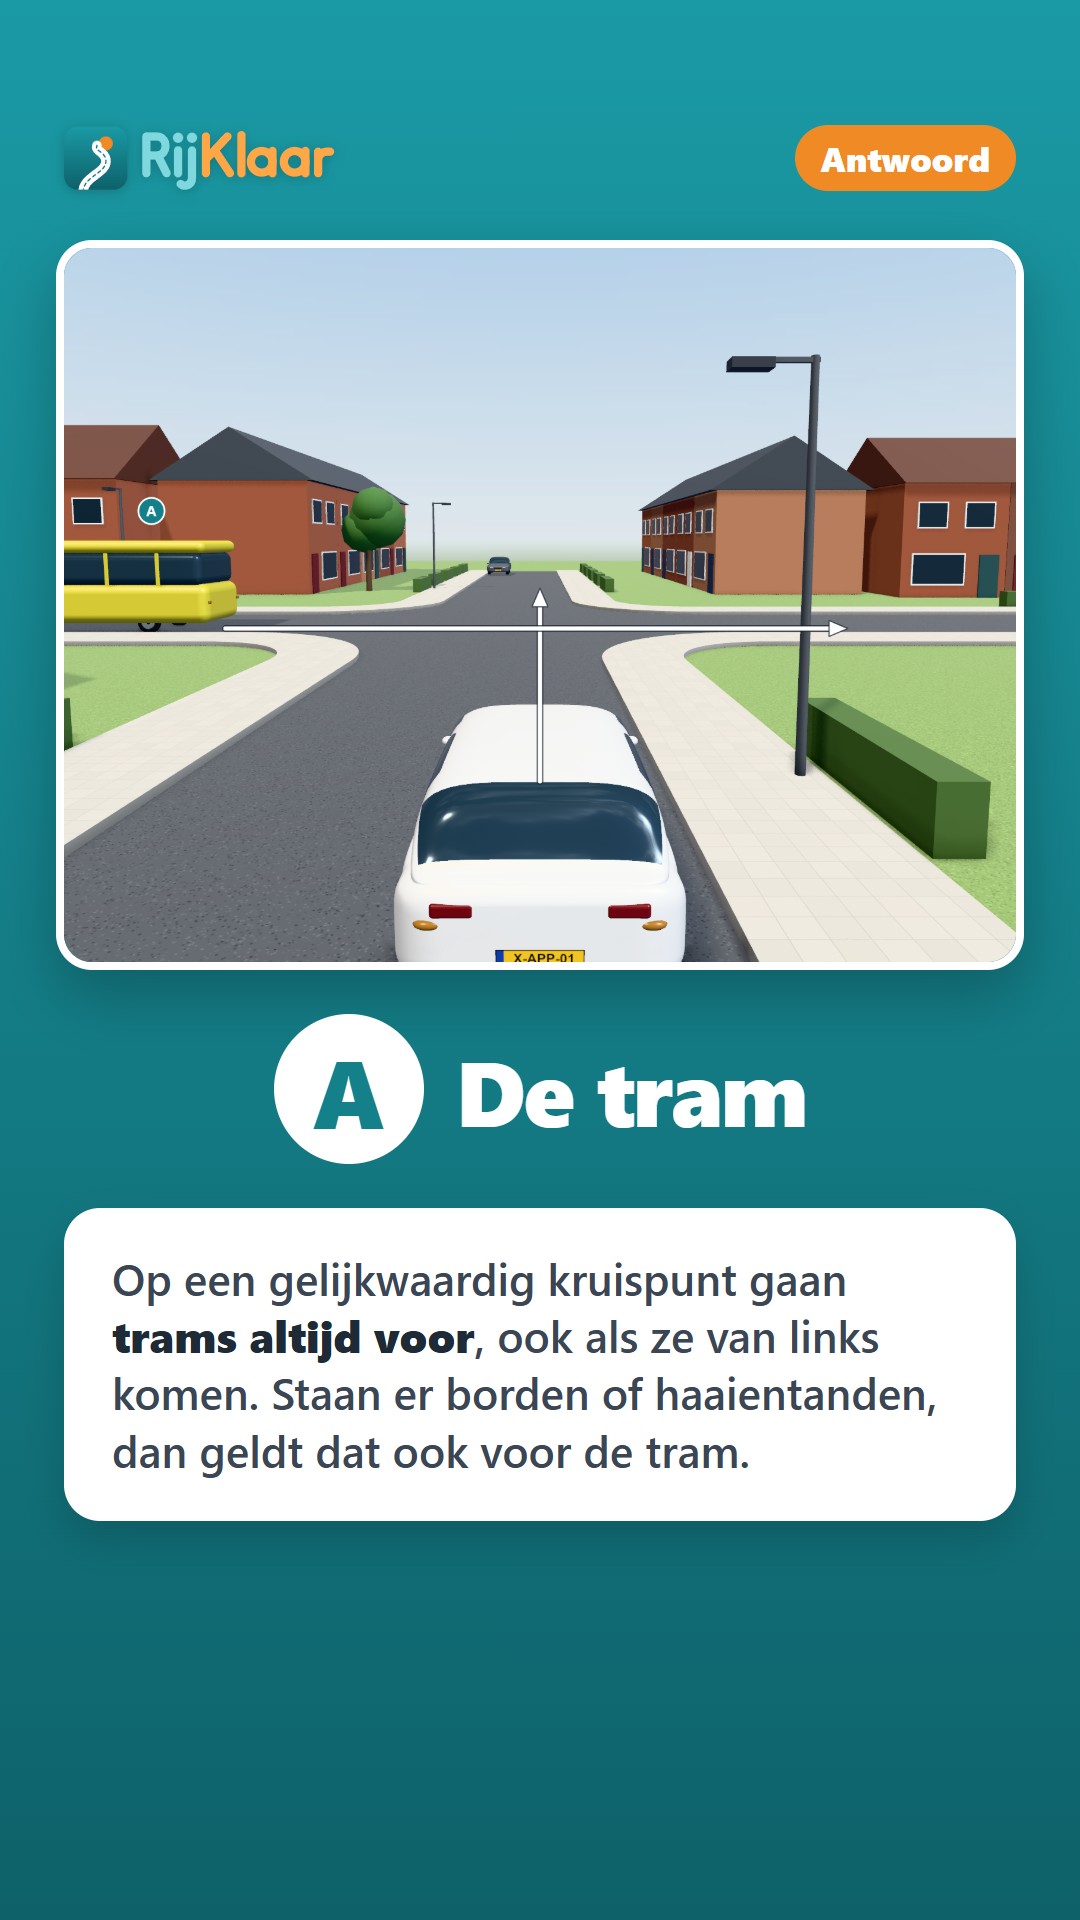 RijKlaar
Antwoord
A
X-APP-01
A De tram
Op een gelijkwaardig kruispunt gaan
trams altijd voor, ook als ze van links
komen. Staan er borden of haaientanden,
dan geldt dat ook voor de tram.